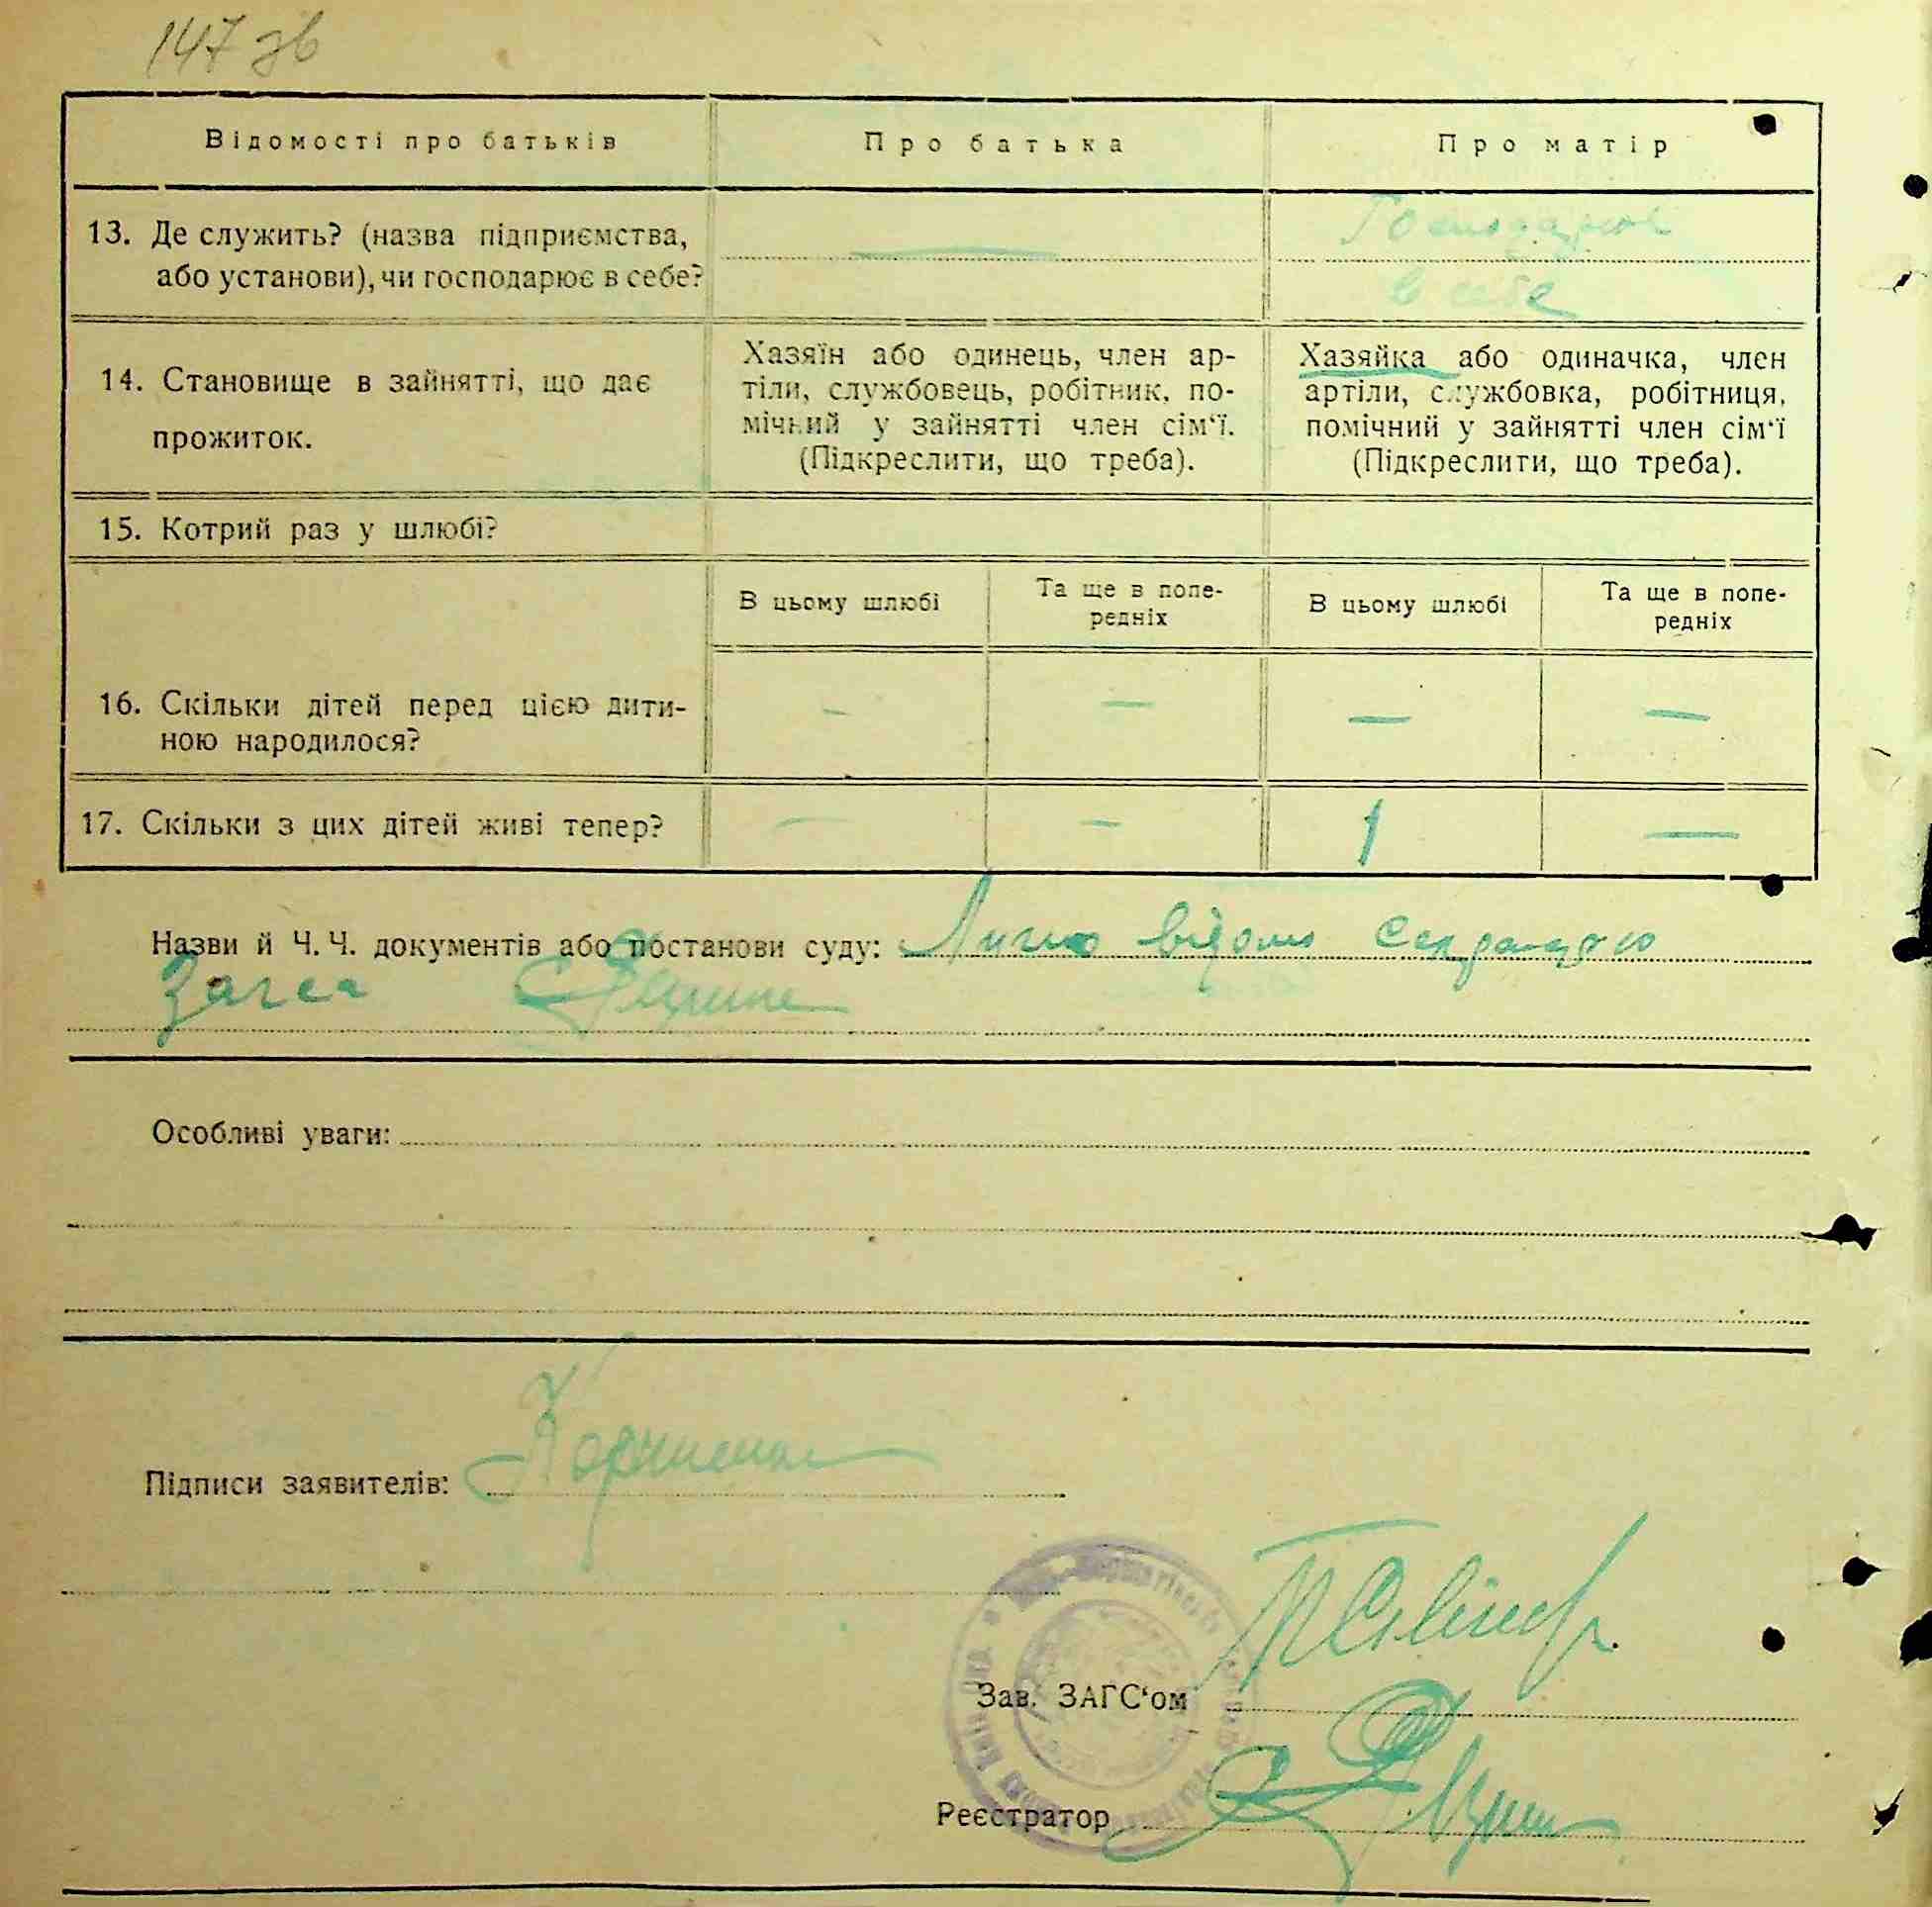 147 зв
Відомості про батьків
Про батька
Про матір
13. Де служить? (назва підприємства,
або установи), чи господарює в себе?
Господарює
в себе
14. Становище в зайнятті, що дає
прожиток.
Хазяїн або одинець, член ар-
тіли, службовець, робітник, по-
мічний у зайнятті член сім‘ї.
(Підкреслити, що треба).
Хазяйка або одиначка, член
артіли, службовка, робітниця,
помічний у зайнятті член сім‘ї
(Підкреслити, що треба).
15. Котрий раз у шлюбі?
В цьому шлюбі
Та ще в попе-
редніх
В цьому шлюбі
Та ще в попе-
редніх
16. Скільки дітей перед цією дити-
ною народилося?
— — — —
17. Скільки з цих дітей живі тепер?
— — 1 —
Назви й Ч. Ч. документів або постанови суду: Лично відомо
Загса
Особливі уваги:
Підписи заявителів:
Зав. ЗАГС‘ом
Реєстратор